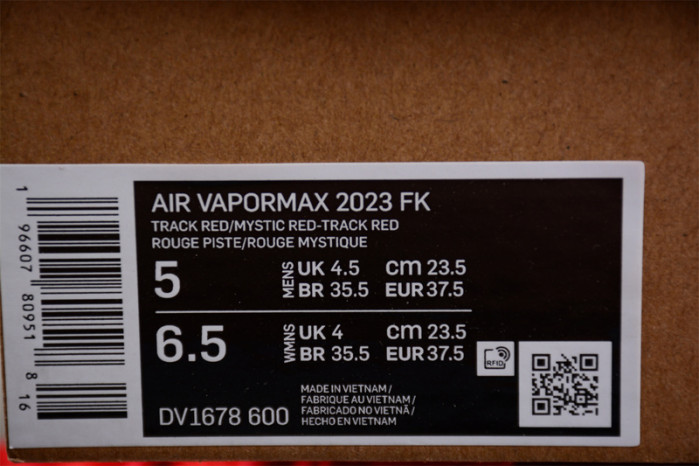 AIR VAPORMAX 2023 FK
TRACK RED/MYSTIC RED-TRACK RED
ROUGE PISTE/ROUGE MYSTIQUE
5 MENS UK 4.5 CM 23.5
BR 35.5 EUR 37.5
6.5 WMNS UK 4 CM 23.5
BR 35.5 EUR 37.5
RFID
DV1678 600
MADE IN VIETNAM /
FABRIQUE AU VIETNAM /
FABRICADO NO VIETNÃ /
HECHO EN VIETNAM
1 96607 80951 8 16